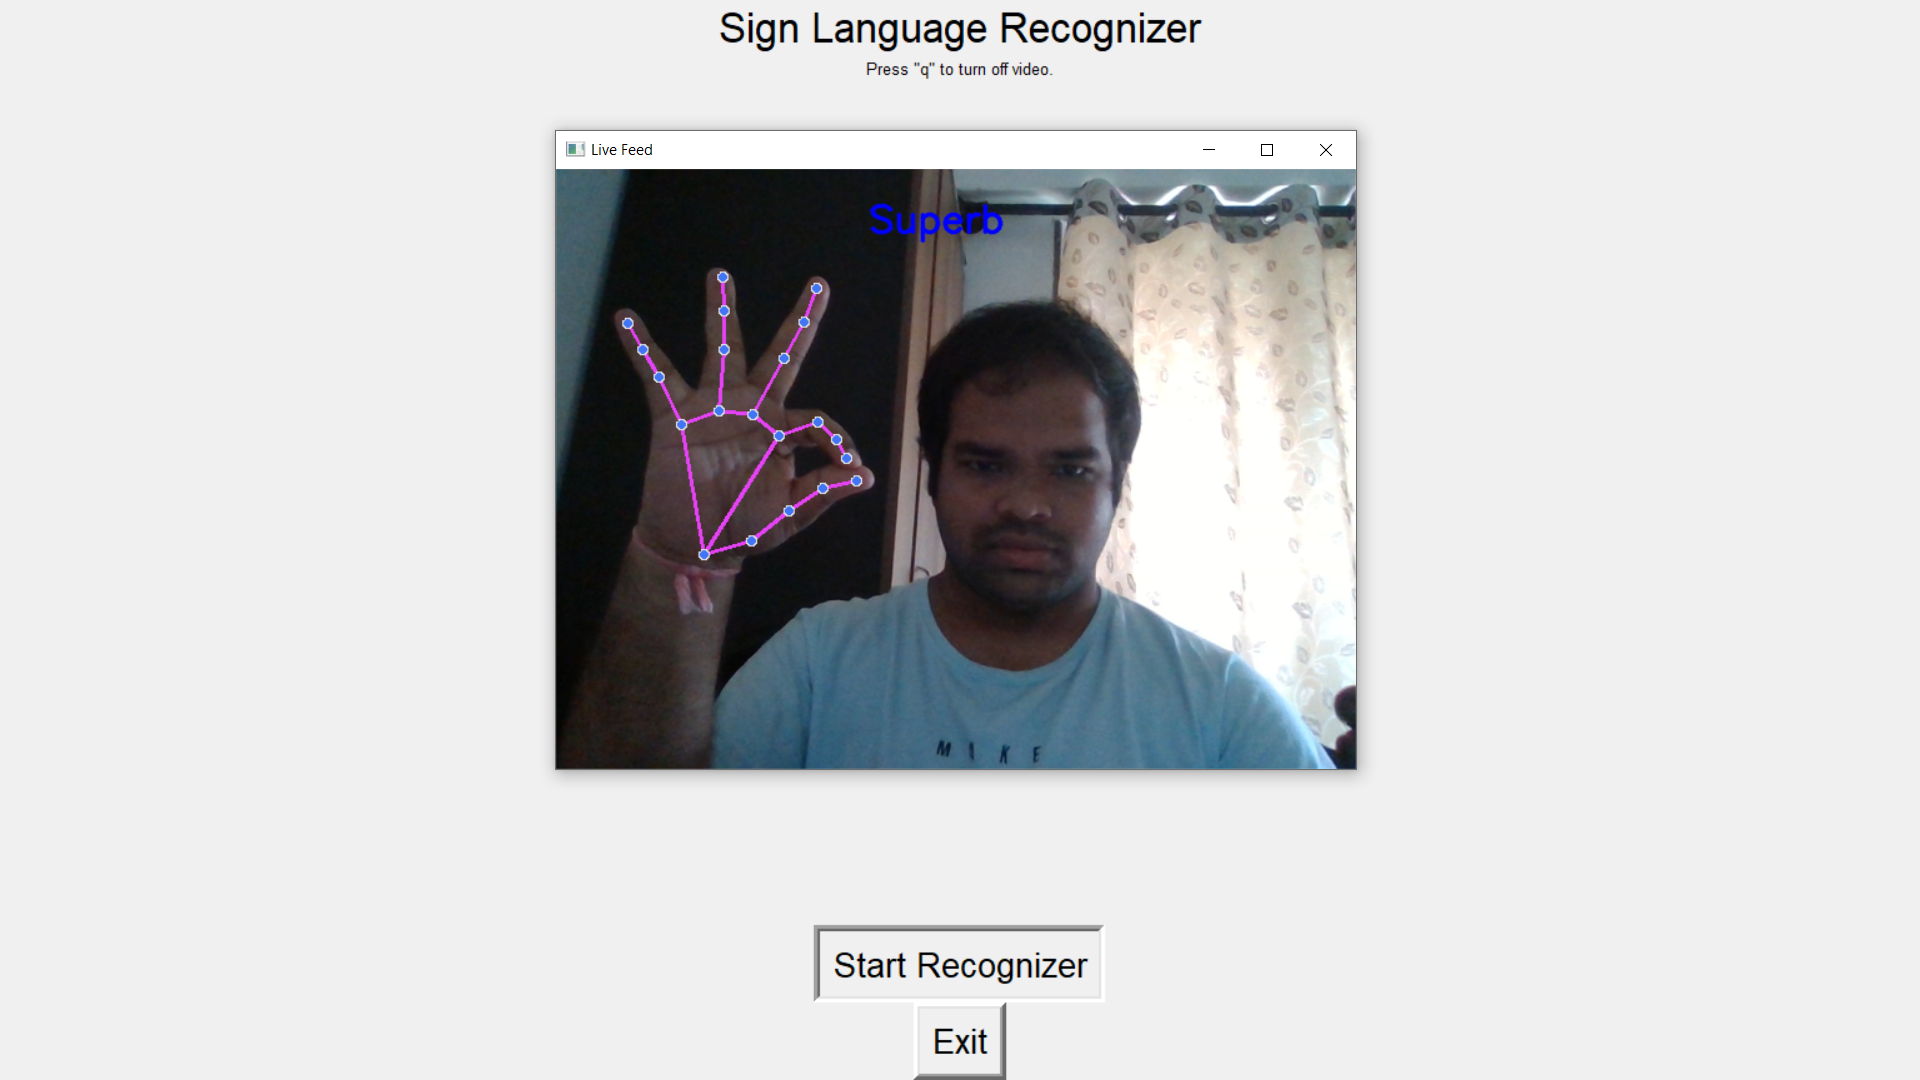 Sign Language Recognizer
Press "q" to turn off video.
Live Feed
Superb
M A K E
Start Recognizer
Exit